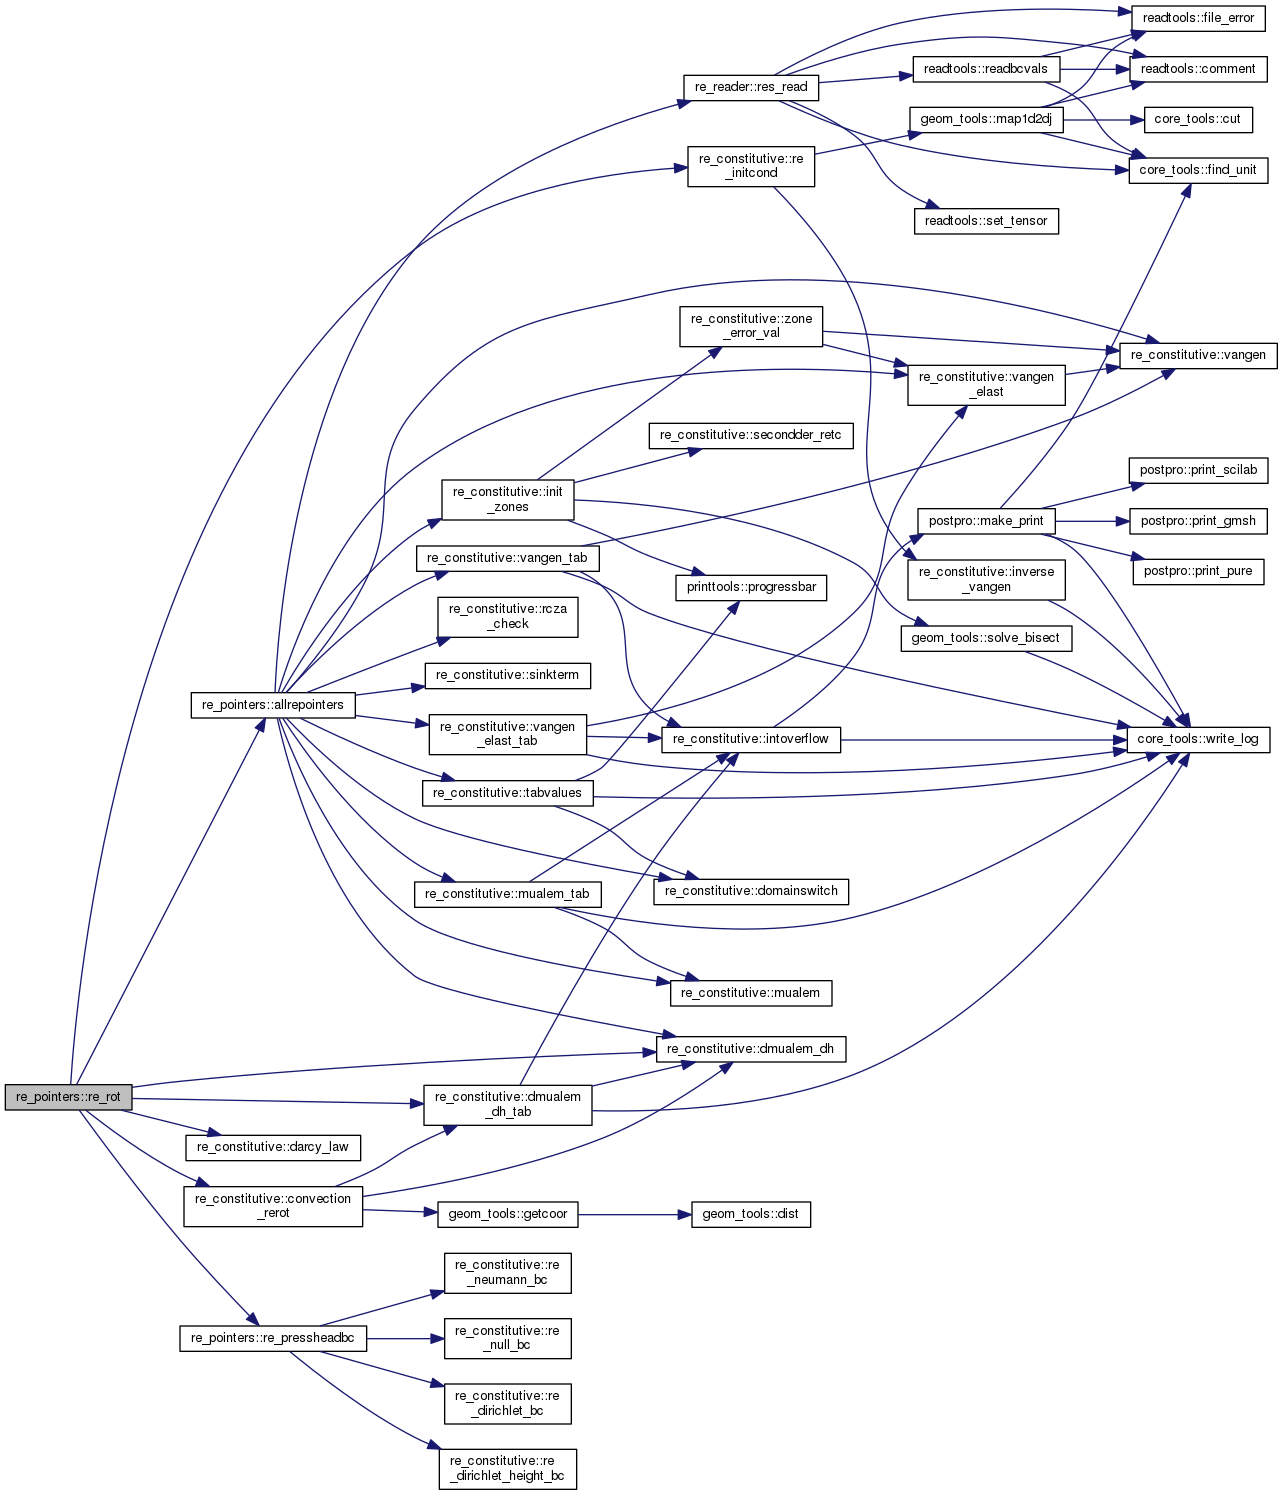 readtools::file_error
readtools::readbcvals
readtools::comment
re_reader::res_read
geom_tools::map1d2dj
core_tools::cut
re_constitutive::re
_initcond
core_tools::find_unit
readtools::set_tensor
re_constitutive::zone
_error_val
re_constitutive::vangen
re_constitutive::vangen
_elast
re_constitutive::secondder_retc
re_constitutive::init
_zones
postpro::print_scilab
postpro::make_print
postpro::print_gmsh
re_constitutive::vangen_tab
postpro::print_pure
re_constitutive::inverse
_vangen
printtools::progressbar
re_constitutive::rcza
_check
geom_tools::solve_bisect
re_constitutive::sinkterm
re_pointers::allrepointers
re_constitutive::vangen
_elast_tab
re_constitutive::intoverflow
core_tools::write_log
re_constitutive::tabvalues
re_constitutive::mualem_tab
re_constitutive::domainswitch
re_constitutive::mualem
re_constitutive::dmualem_dh
re_pointers::re_rot
re_constitutive::dmualem
_dh_tab
re_constitutive::darcy_law
re_constitutive::convection
_rerot
geom_tools::getcoor
geom_tools::dist
re_constitutive::re
_neumann_bc
re_pointers::re_pressheadbc
re_constitutive::re
_null_bc
re_constitutive::re
_dirichlet_bc
re_constitutive::re
_dirichlet_height_bc